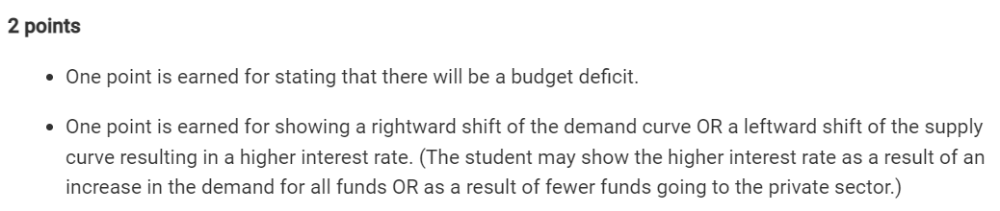 2 points
• One point is earned for stating that there will be a budget deficit.
• One point is earned for showing a rightward shift of the demand curve OR a leftward shift of the supply
curve resulting in a higher interest rate. (The student may show the higher interest rate as a result of an
increase in the demand for all funds OR as a result of fewer funds going to the private sector.)